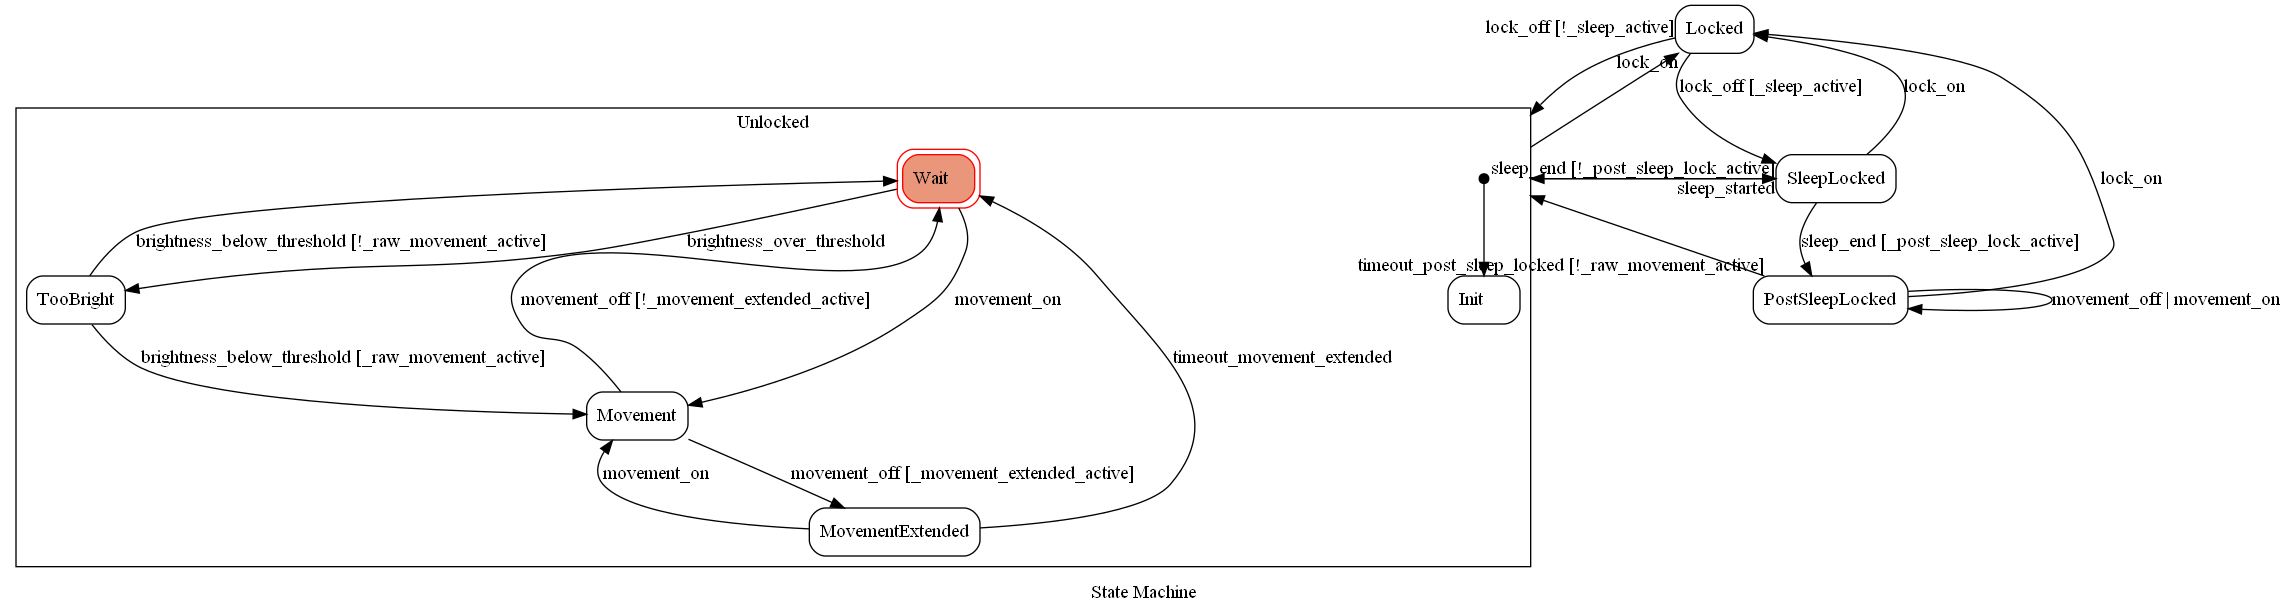 lock_off [!_sleep_active]
Locked
lock_on
lock_off [_sleep_active]
lock_on
Unlocked
Wait
sleep_end [!_post_sleep_lock_active]
sleep_started
SleepLocked
lock_on
brightness_below_threshold [!_raw_movement_active]
brightness_over_threshold
sleep_end [_post_sleep_lock_active]
timeout_post_sleep_locked [!_raw_movement_active]
TooBright
movement_off [!_movement_extended_active]
movement_on
Init
PostSleepLocked
movement_off | movement_on
brightness_below_threshold [_raw_movement_active]
timeout_movement_extended
Movement
movement_on
movement_off [_movement_extended_active]
MovementExtended
State Machine